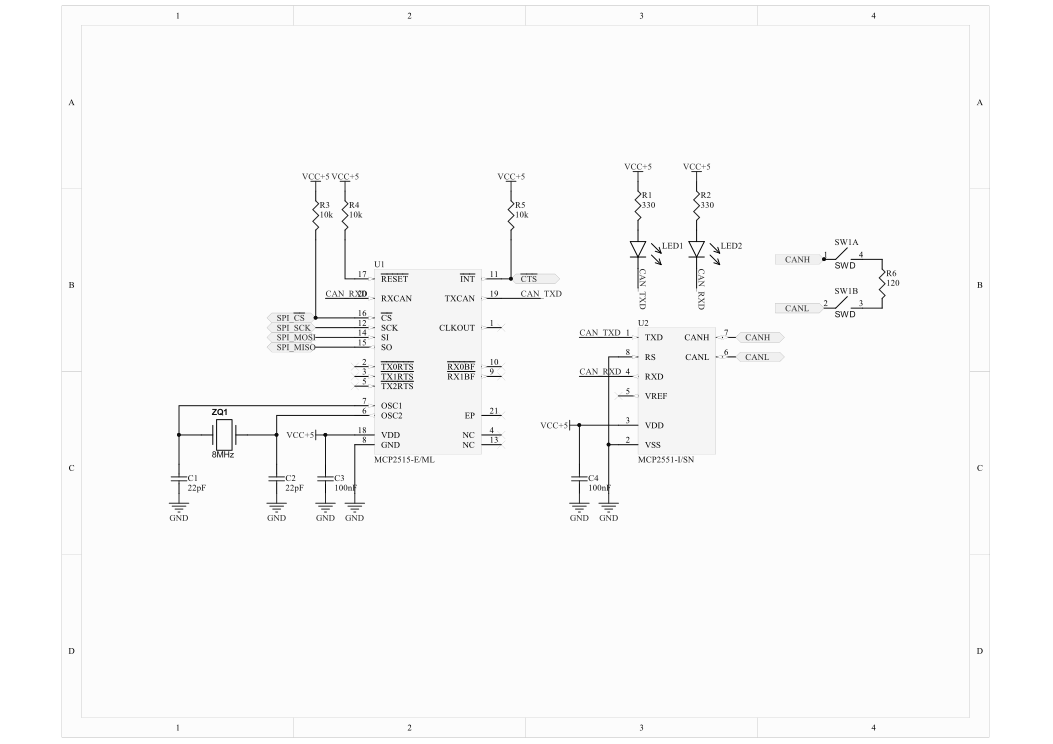 1 2 3 4
A A
VCC+5 VCC+5 VCC+5 VCC+5 VCC+5
R3 10k
R4 10k
R5 10k
R1 330
R2 330
LED1 LED2
CAN_TXD
CAN_RXD
SW1A
CANH 1 4
SWD
R6 120
SW1B
CANL 2 3
SWD
B B
U1
17 RESET INT 11 CTS
CAN_RXD 20 RXCAN TXCAN 19 CAN_TXD
SPI_CS 16 CS
SPI_SCK 12 SCK CLKOUT 1
SPI_MOSI 14 SI
SPI_MISO 15 SO
2 TX0RTS RX0BF 10
3 TX1RTS RX1BF 9
5 TX2RTS
7 OSC1
6 OSC2 EP 21
VCC+5 18 VDD NC 4
8 GND NC 13
MCP2515-E/ML
U2
CAN_TXD 1 TXD CANH 7 CANH
8 RS CANL 6 CANL
CAN_RXD 4 RXD
5 VREF
VCC+5 3 VDD
2 VSS
MCP2551-I/SN
ZQ1
8MHz
C C
C1 22pF
C2 22pF
C3 100nF
C4 100nF
GND GND GND GND GND GND
D D
1 2 3 4